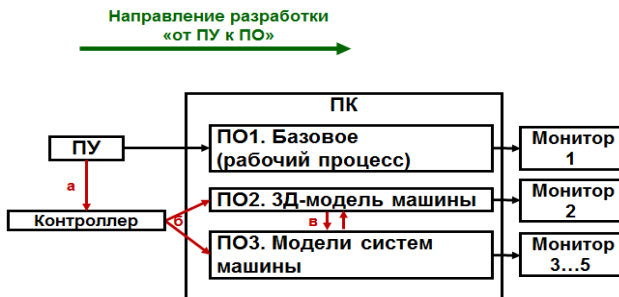 Направление разработки
«от ПУ к ПО»
ПК
ПУ
ПО1. Базовое
(рабочий процесс)
Монитор
1
а
ПО2. 3Д-модель машины
Монитор
2
Контроллер
б
в
ПО3. Модели систем
машины
Монитор
3...5